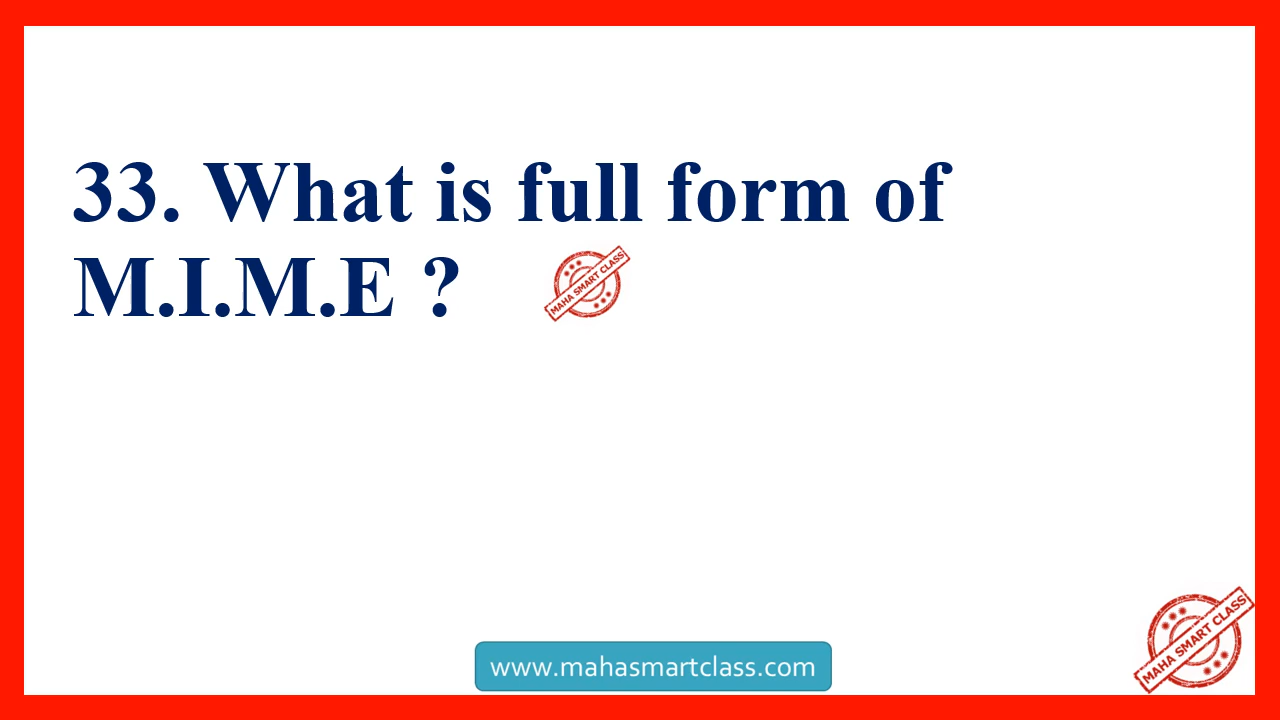 33. What is full form of
M.I.M.E ?
MAHA SMART CLASS
www.mahasmartclass.com
MAHA SMART CLASS